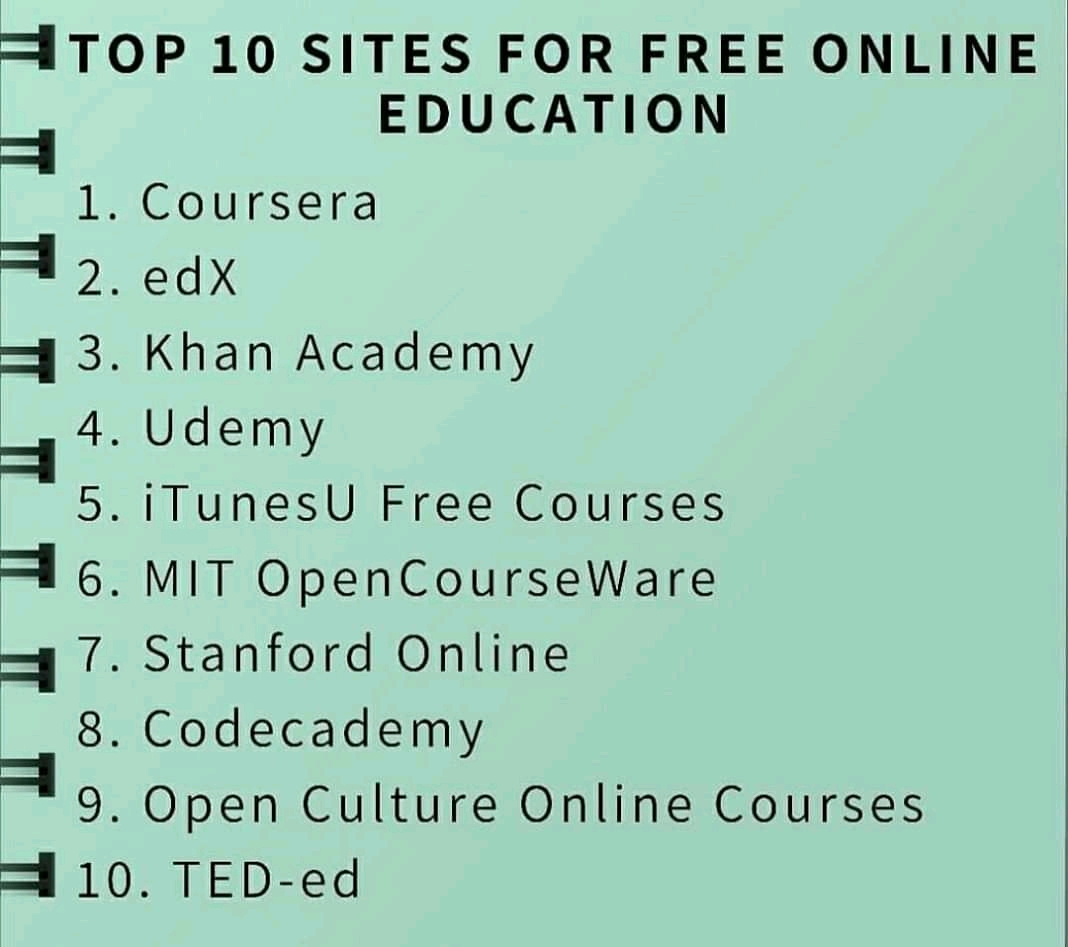 TOP 10 SITES FOR FREE ONLINE
EDUCATION
1. Coursera
2. edX
3. Khan Academy
4. Udemy
5. iTunesU Free Courses
6. MIT OpenCourseWare
7. Stanford Online
8. Codecademy
9. Open Culture Online Courses
10. TED-ed